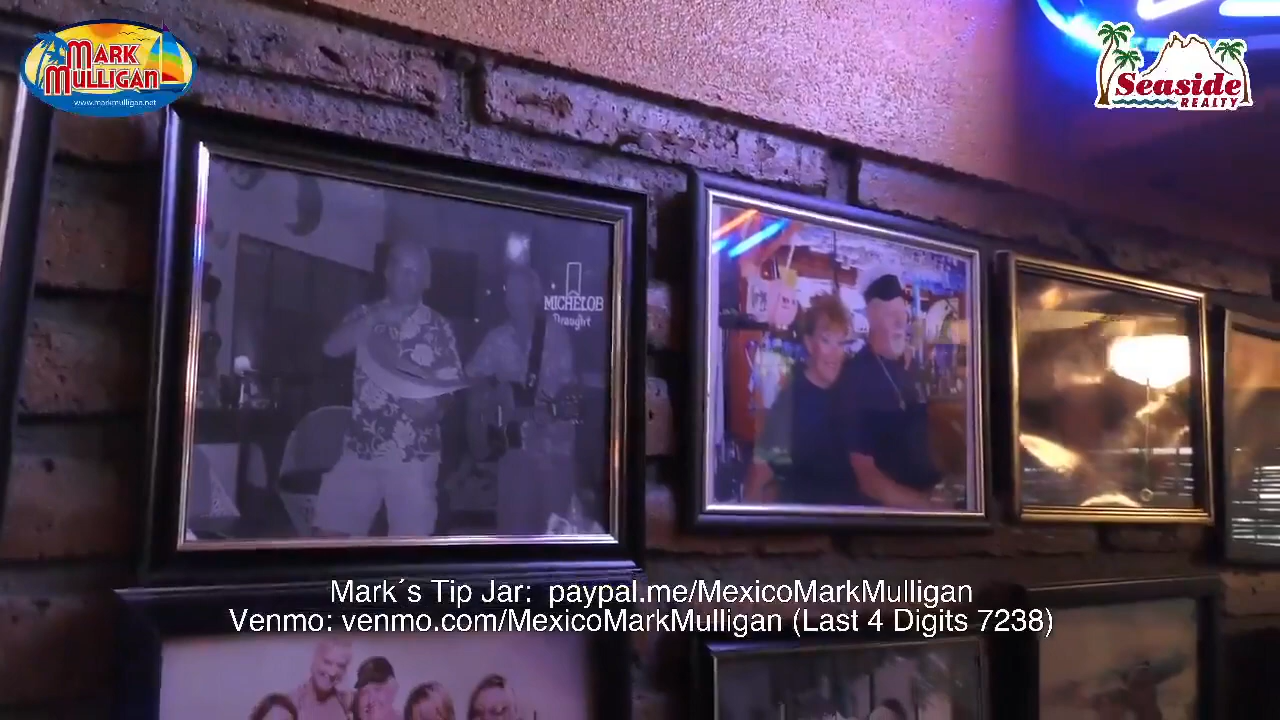 MARK
MULLIGAN
www.markmulligan.net
Seaside
REALTY
MICHELOB
Draught
Mark´s Tip Jar: paypal.me/MexicoMarkMulligan
Venmo: venmo.com/MexicoMarkMulligan (Last 4 Digits 7238)